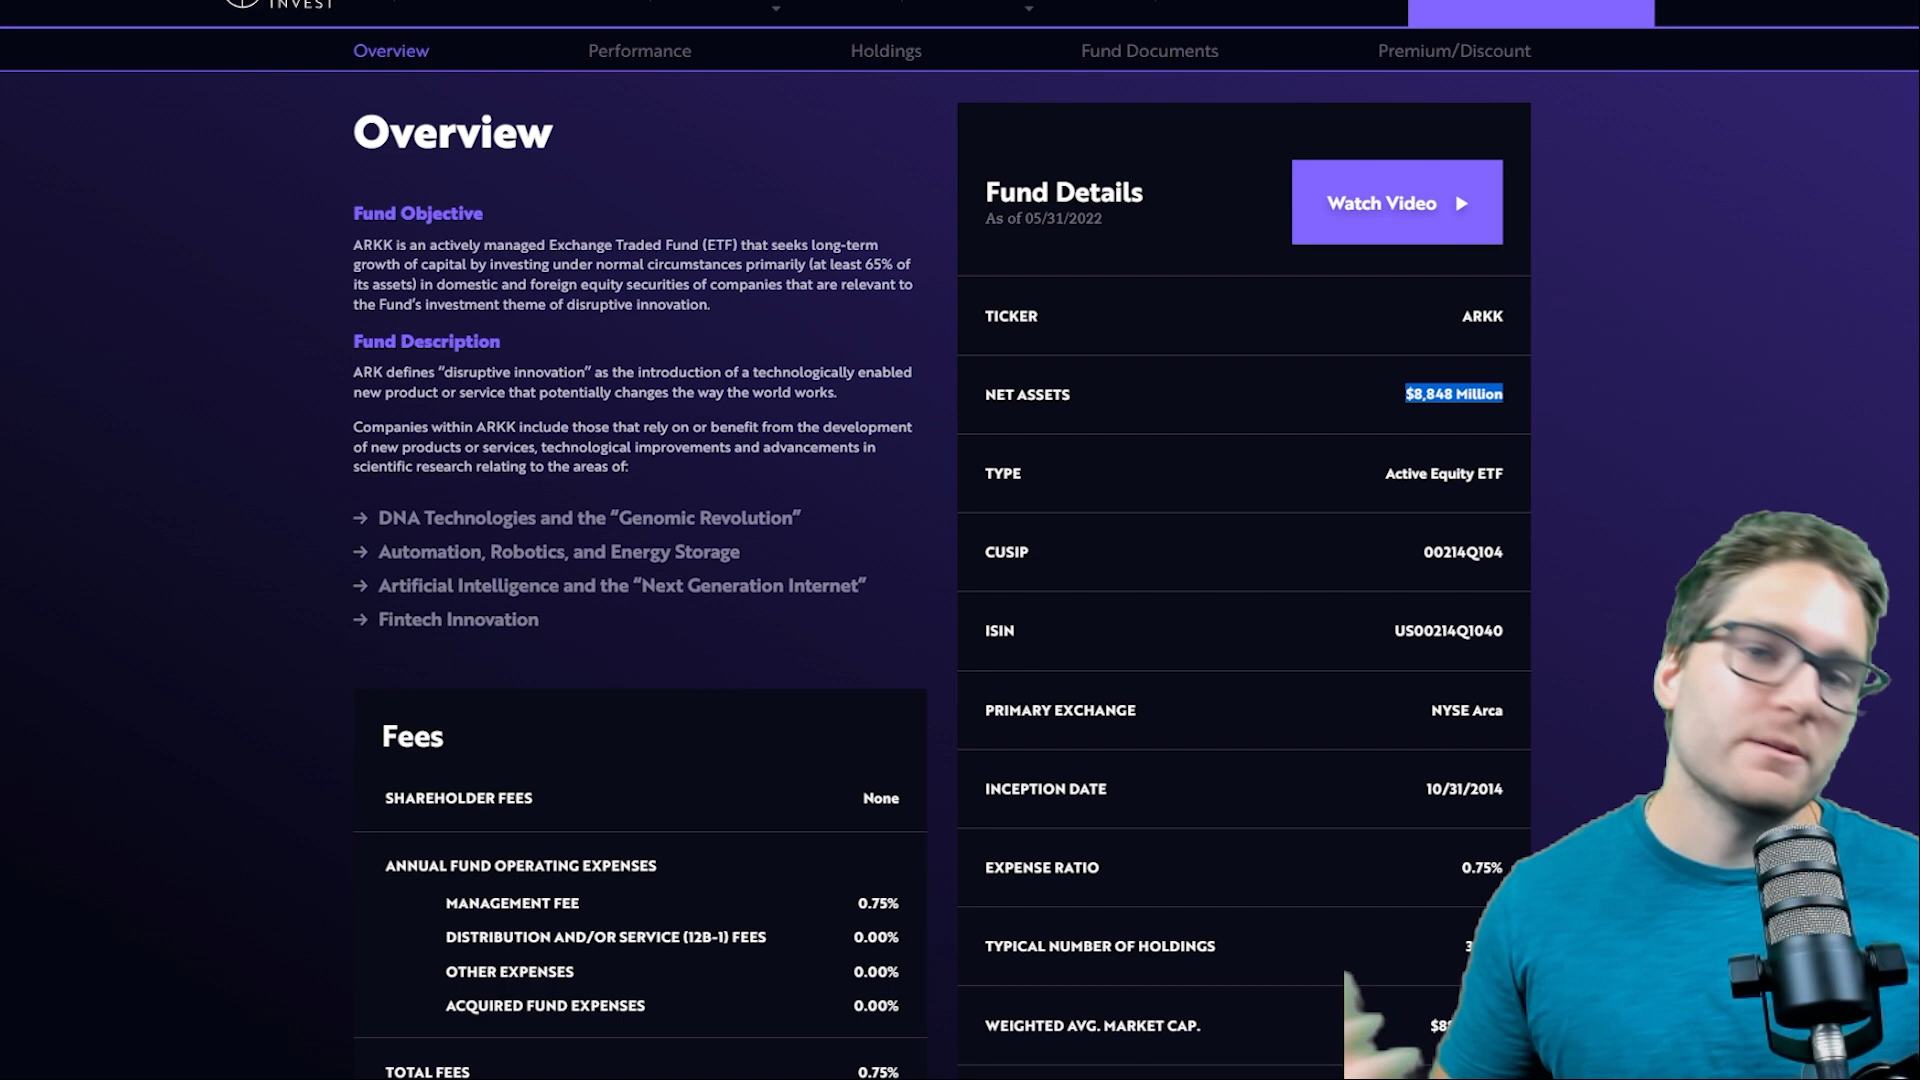 INVEST
Overview
Performance
Holdings
Fund Documents
Premium/Discount
Overview
Fund Objective
ARKK is an actively managed Exchange Traded Fund (ETF) that seeks long-term
growth of capital by investing under normal circumstances primarily (at least 65% of
its assets) in domestic and foreign equity securities of companies that are relevant to
the Fund's investment theme of disruptive innovation.
Fund Description
ARK defines “disruptive innovation” as the introduction of a technologically enabled
new product or service that potentially changes the way the world works.
Companies within ARKK include those that rely on or benefit from the development
of new products or services, technological improvements and advancements in
scientific research relating to the areas of:
→ DNA Technologies and the “Genomic Revolution”
→ Automation, Robotics, and Energy Storage
→ Artificial Intelligence and the “Next Generation Internet”
→ Fintech Innovation
Fees
SHAREHOLDER FEES None
ANNUAL FUND OPERATING EXPENSES
MANAGEMENT FEE 0.75%
DISTRIBUTION AND/OR SERVICE (12B-1) FEES 0.00%
OTHER EXPENSES 0.00%
ACQUIRED FUND EXPENSES 0.00%
TOTAL FEES 0.75%
Fund Details
As of 05/31/2022
Watch Video
TICKER ARKK
NET ASSETS $8,848 Million
TYPE Active Equity ETF
CUSIP 00214Q104
ISIN US00214Q1040
PRIMARY EXCHANGE NYSE Arca
INCEPTION DATE 10/31/2014
EXPENSE RATIO 0.75%
TYPICAL NUMBER OF HOLDINGS
WEIGHTED AVG. MARKET CAP.